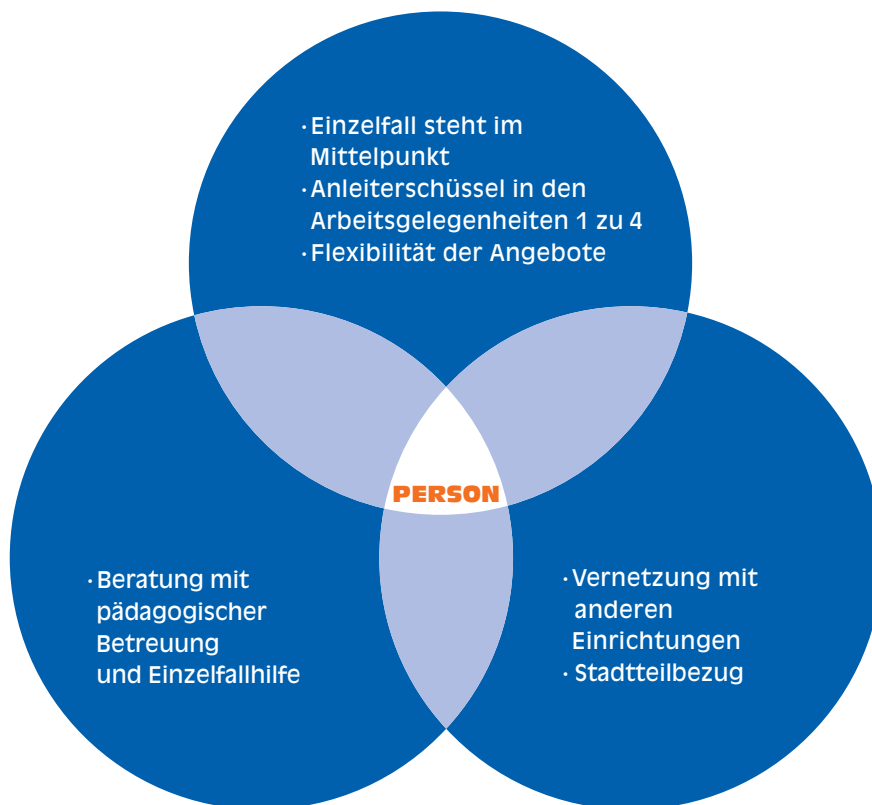 · Einzelfall steht im
Mittelpunkt
· Anleiterschüssel in den
Arbeitsgelegenheiten 1 zu 4
· Flexibilität der Angebote
PERSON
· Beratung mit
pädagogischer
Betreuung
und Einzelfallhilfe
· Vernetzung mit
anderen
Einrichtungen
· Stadtteilbezug